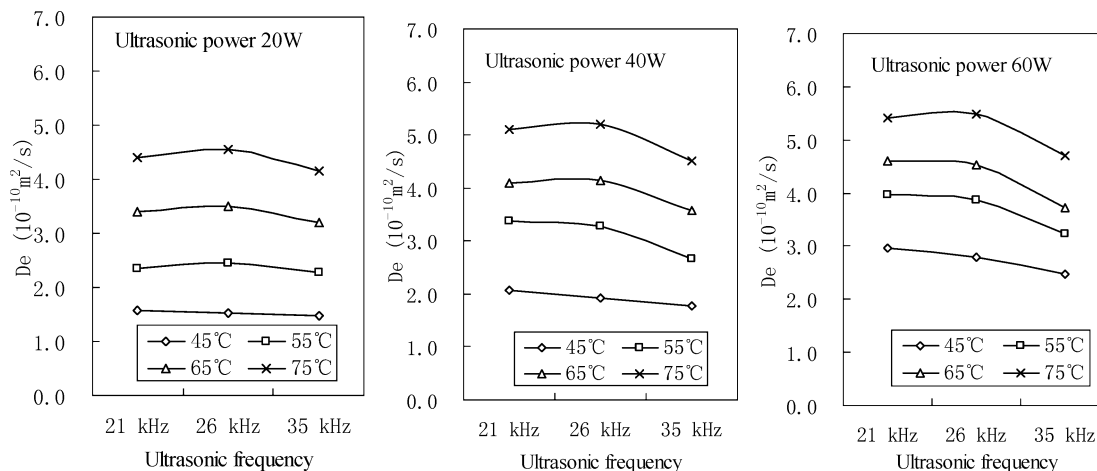 Ultrasonic power 20W
7.0
6.0
5.0
4.0
3.0
2.0
1.0
0.0
De (10⁻¹⁰m²/s)
45℃ 55℃
65℃ 75℃
21 kHz 26 kHz 35 kHz
Ultrasonic frequency
Ultrasonic power 40W
7.0
6.0
5.0
4.0
3.0
2.0
1.0
0.0
De (10⁻¹⁰m²/s)
45℃ 55℃
65℃ 75℃
21 kHz 26 kHz 35 kHz
Ultrasonic frequency
Ultrasonic power 60W
7.0
6.0
5.0
4.0
3.0
2.0
1.0
0.0
De (10⁻¹⁰m²/s)
45℃ 55℃
65℃ 75℃
21 kHz 26 kHz 35 kHz
Ultrasonic frequency